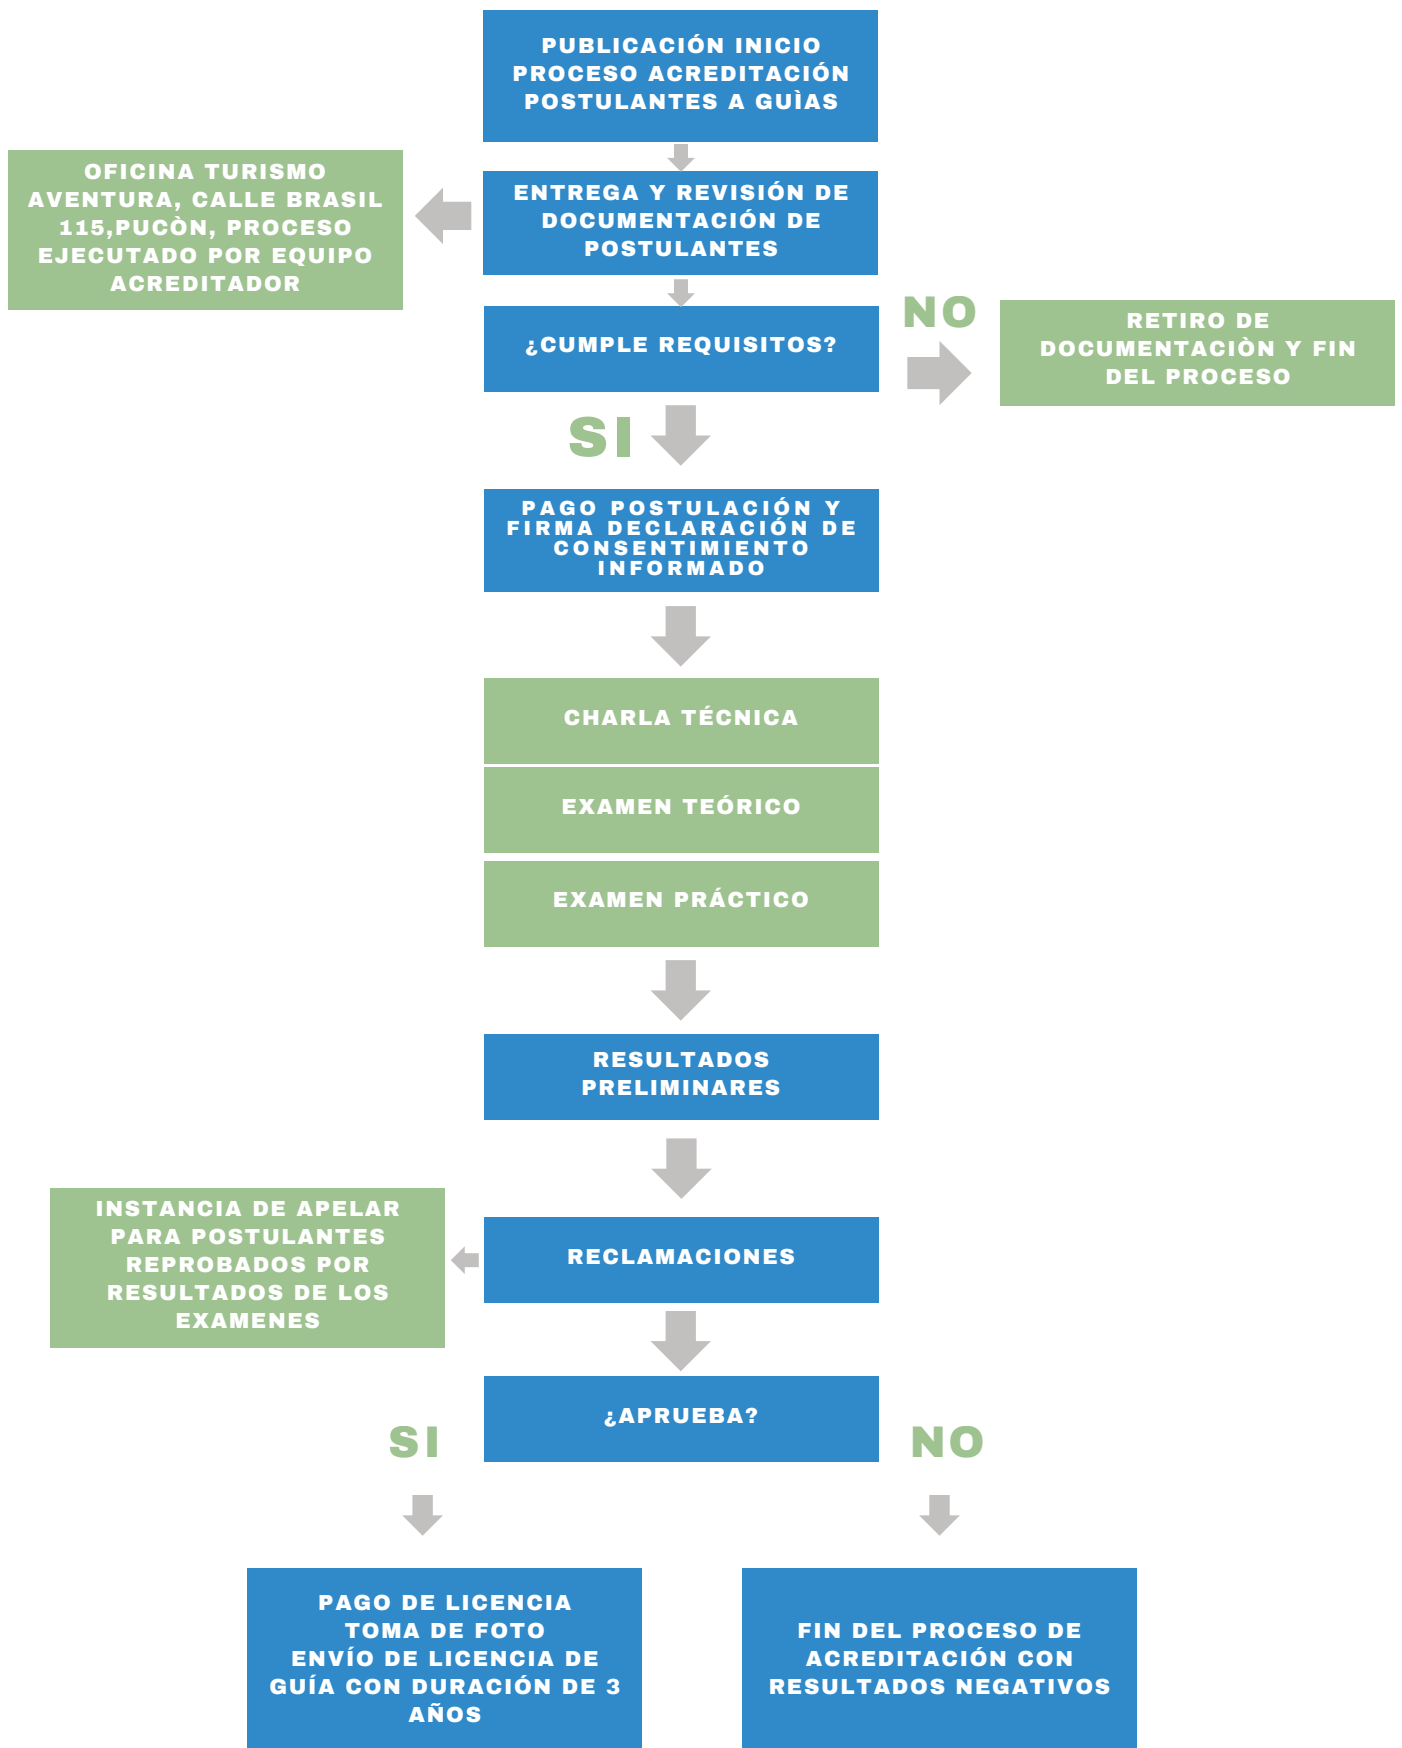 PUBLICACIÓN INICIO
PROCESO ACREDITACIÓN
POSTULANTES A GUÌAS
OFICINA TURISMO
AVENTURA, CALLE BRASIL
115,PUCÒN, PROCESO
EJECUTADO POR EQUIPO
ACREDITADOR
ENTREGA Y REVISIÓN DE
DOCUMENTACIÓN DE
POSTULANTES
¿CUMPLE REQUISITOS?
NO
RETIRO DE
DOCUMENTACIÒN Y FIN
DEL PROCESO
SI
PAGO POSTULACIÓN Y
FIRMA DECLARACIÓN DE
CONSENTIMIENTO
INFORMADO
CHARLA TÉCNICA
EXAMEN TEÓRICO
EXAMEN PRÁCTICO
RESULTADOS
PRELIMINARES
INSTANCIA DE APELAR
PARA POSTULANTES
REPROBADOS POR
RESULTADOS DE LOS
EXAMENES
RECLAMACIONES
¿APRUEBA?
SI
NO
PAGO DE LICENCIA
TOMA DE FOTO
ENVÍO DE LICENCIA DE
GUÍA CON DURACIÓN DE 3
AÑOS
FIN DEL PROCESO DE
ACREDITACIÓN CON
RESULTADOS NEGATIVOS